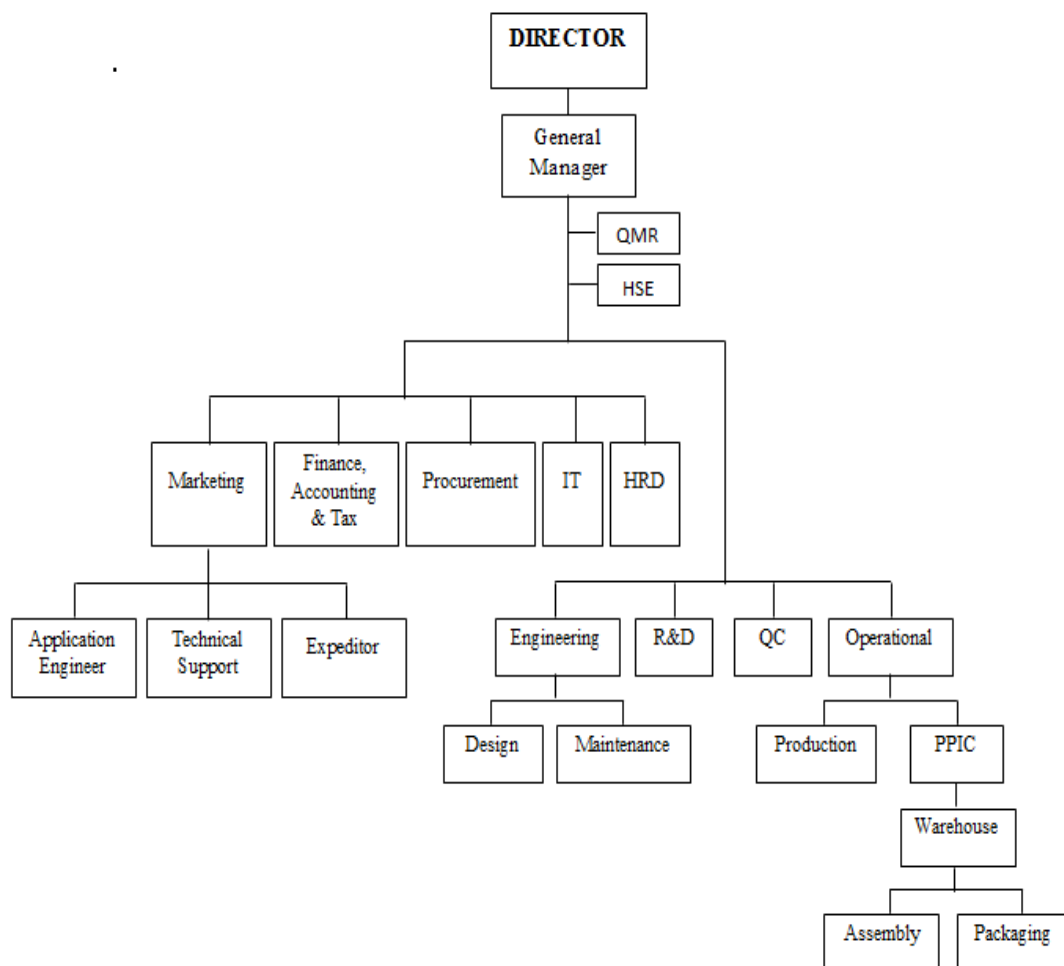 DIRECTOR
General
Manager
QMR
HSE
Marketing
Finance,
Accounting
& Tax
Procurement
IT
HRD
Application
Engineer
Technical
Support
Expeditor
Engineering
R&D
QC
Operational
Design
Maintenance
Production
PPIC
Warehouse
Assembly
Packaging